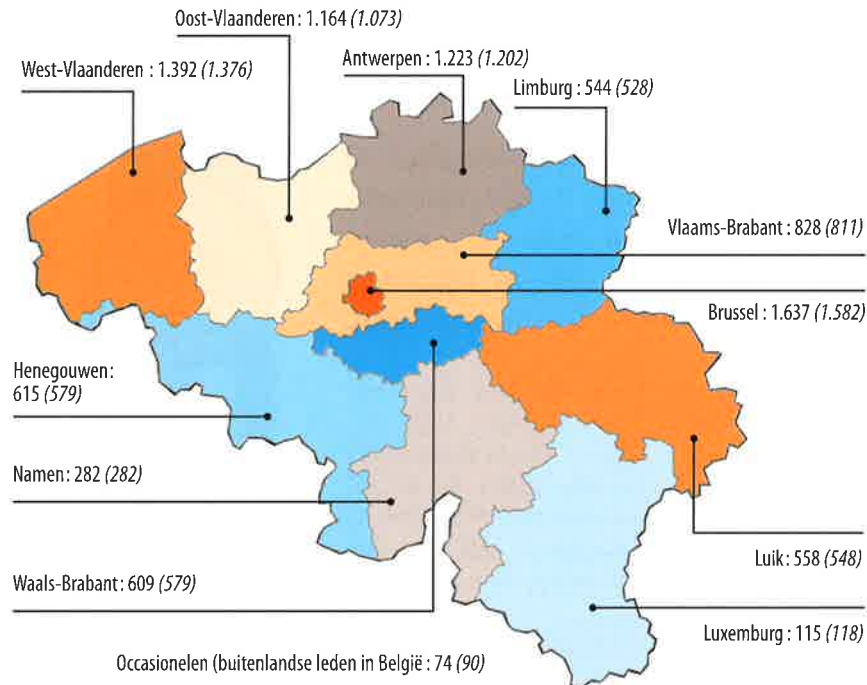 Oost-Vlaanderen : 1.164 (1.073)
West-Vlaanderen : 1.392 (1.376)
Antwerpen : 1.223 (1.202)
Limburg : 544 (528)
Vlaams-Brabant : 828 (811)
Brussel : 1.637 (1.582)
Henegouwen :
615 (579)
Namen : 282 (282)
Luik : 558 (548)
Waals-Brabant : 609 (579)
Luxemburg : 115 (118)
Occasionelen (buitenlandse leden in België : 74 (90)